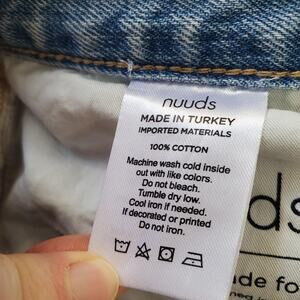 nuuds
MADE IN TURKEY
IMPORTED MATERIALS
100% COTTON
Machine wash cold inside
out with like colors.
Do not bleach.
Tumble dry low.
Cool iron if needed.
If decorated or printed
Do not iron.
ds
de fo